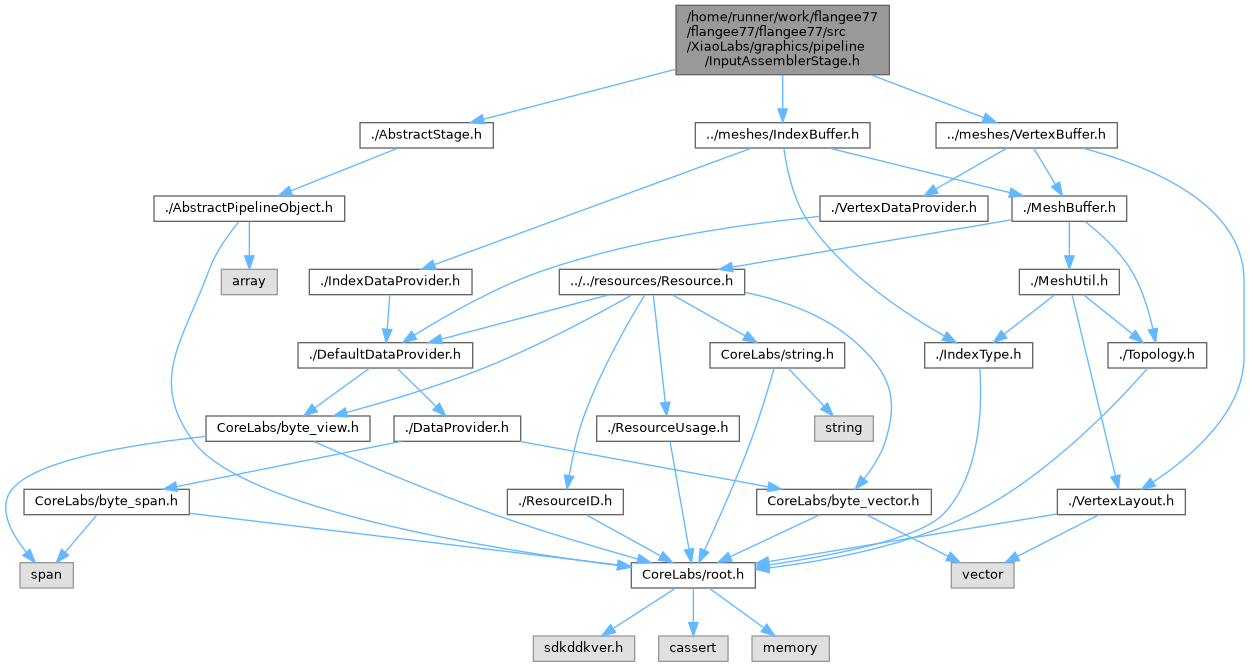 /home/runner/work/flangee77
/flangee77/flangee77/src
/XiaoLabs/graphics/pipeline
/InputAssemblerStage.h
./AbstractStage.h
../meshes/IndexBuffer.h
../meshes/VertexBuffer.h
./AbstractPipelineObject.h
./VertexDataProvider.h
./MeshBuffer.h
array
./IndexDataProvider.h
../../resources/Resource.h
./MeshUtil.h
./DefaultDataProvider.h
CoreLabs/string.h
./IndexType.h
./Topology.h
CoreLabs/byte_view.h
./DataProvider.h
./ResourceUsage.h
string
CoreLabs/byte_span.h
./ResourceID.h
CoreLabs/byte_vector.h
./VertexLayout.h
span
CoreLabs/root.h
vector
sdkddkver.h
cassert
memory